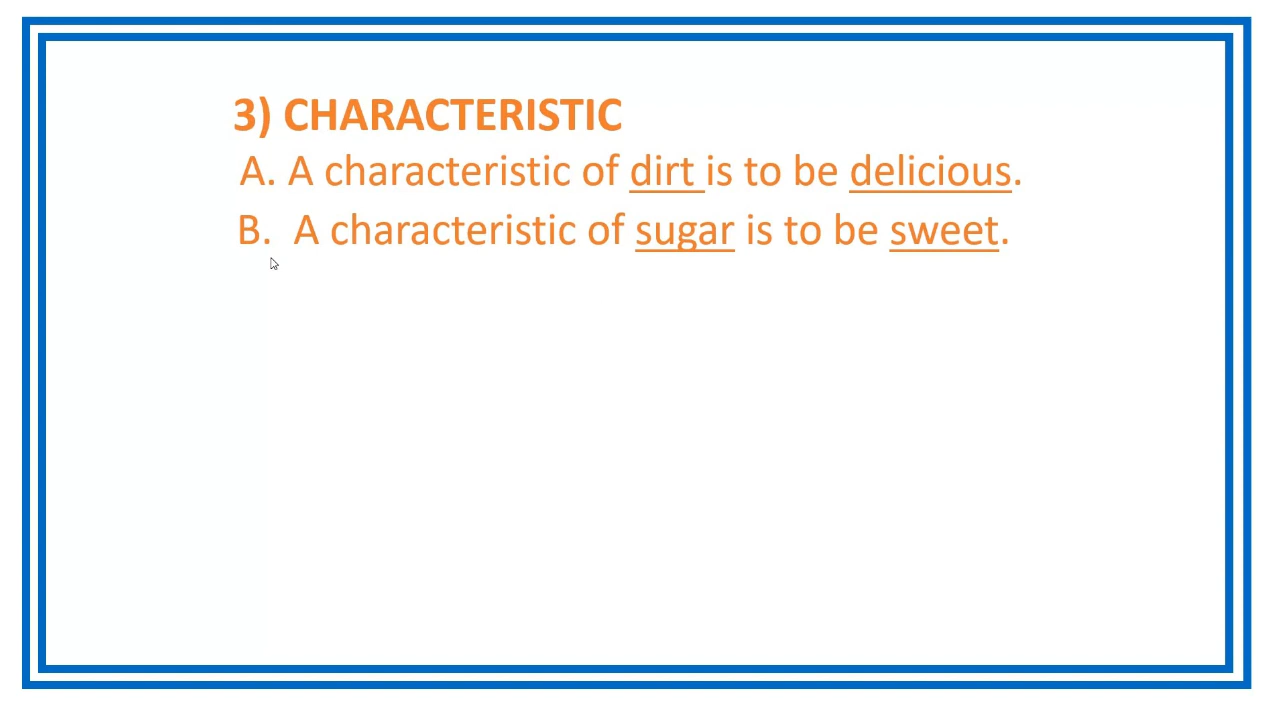 3) CHARACTERISTIC
A. A characteristic of dirt is to be delicious.
B. A characteristic of sugar is to be sweet.